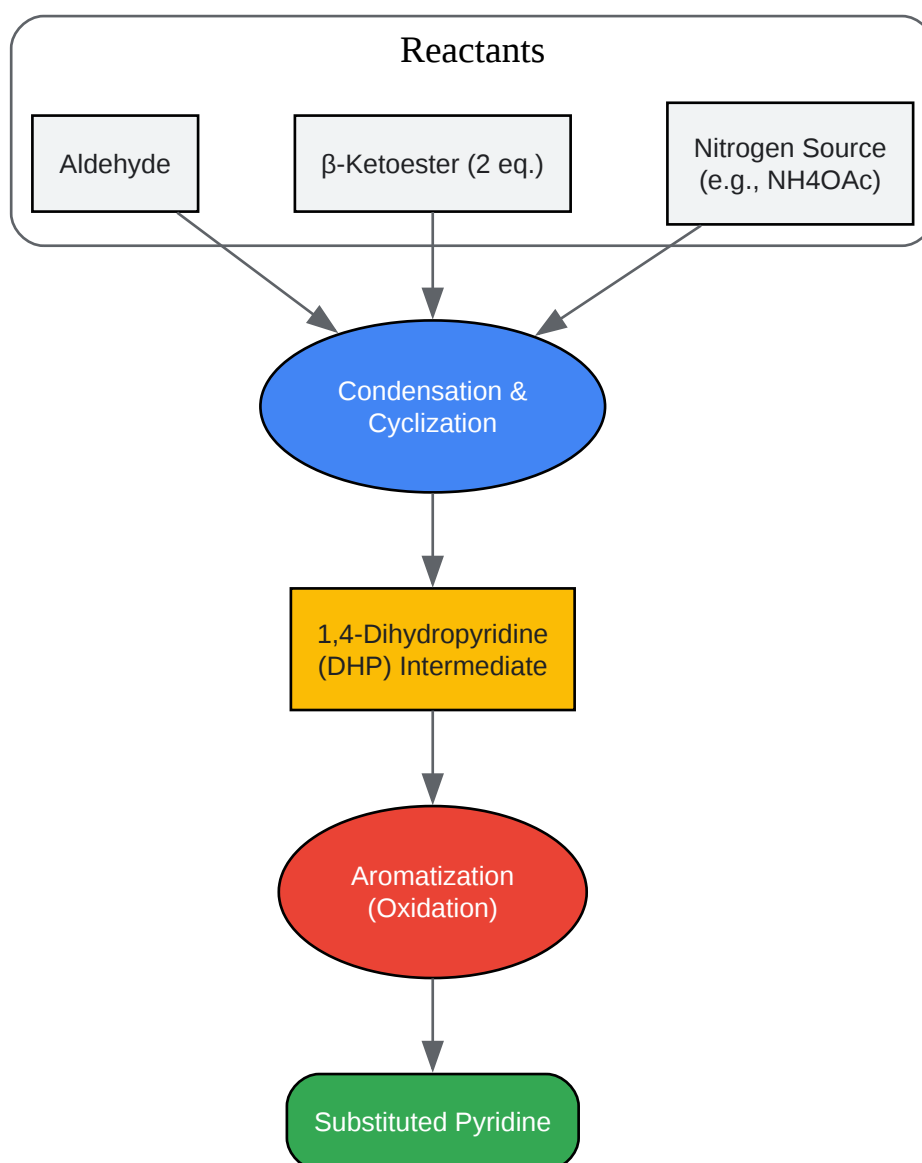 Reactants
Aldehyde
β-Ketoester (2 eq.)
Nitrogen Source
(e.g., NH4OAc)
Condensation &
Cyclization
1,4-Dihydropyridine
(DHP) Intermediate
Aromatization
(Oxidation)
Substituted Pyridine